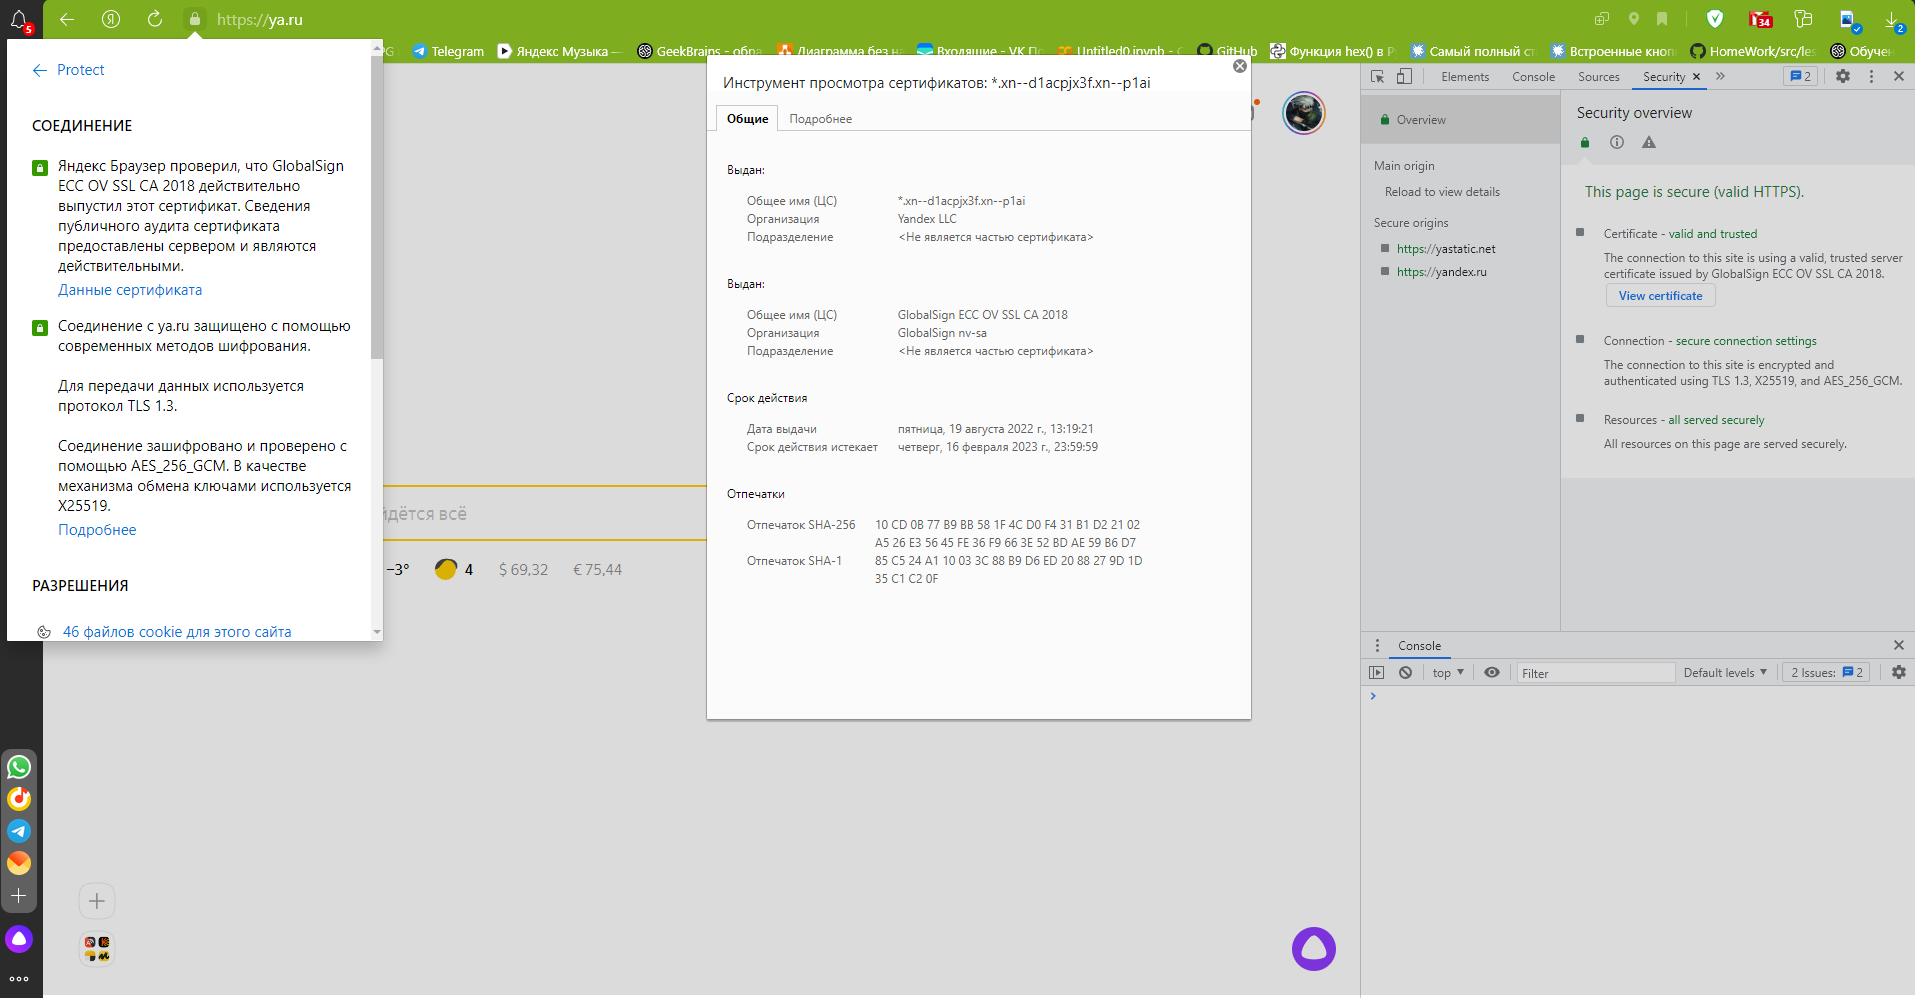 5
https://ya.ru
34
2
Telegram
Яндекс Музыка —
GeekBrains - обра
Диаграмма без на
Входящие - VK По
Untitled0.ipynb - C
GitHub
Функция hex() в Py
Самый полный ст
Встроенные кноп
HomeWork/src/les
Обучен
Protect
СОЕДИНЕНИЕ
Яндекс Браузер проверил, что GlobalSign
ECC OV SSL CA 2018 действительно
выпустил этот сертификат. Сведения
публичного аудита сертификата
предоставлены сервером и являются
действительными.
Данные сертификата
Соединение с ya.ru защищено с помощью
современных методов шифрования.
Для передачи данных используется
протокол TLS 1.3.
Соединение зашифровано и проверено с
помощью AES_256_GCM. В качестве
механизма обмена ключами используется
X25519.
Подробнее
РАЗРЕШЕНИЯ
46 файлов cookie для этого сайта
йдётся всё
−3°
4
$ 69,32
€ 75,44
Инструмент просмотра сертификатов: *.xn--d1acpjx3f.xn--p1ai
Общие
Подробнее
Выдан:
Общее имя (ЦС) *.xn--d1acpjx3f.xn--p1ai
Организация Yandex LLC
Подразделение <Не является частью сертификата>
Выдан:
Общее имя (ЦС) GlobalSign ECC OV SSL CA 2018
Организация GlobalSign nv-sa
Подразделение <Не является частью сертификата>
Срок действия
Дата выдачи пятница, 19 августа 2022 г., 13:19:21
Срок действия истекает четверг, 16 февраля 2023 г., 23:59:59
Отпечатки
Отпечаток SHA-256 10 CD 0B 77 B9 BB 58 1F 4C D0 F4 31 B1 D2 21 02
A5 26 E3 56 45 FE 36 F9 66 3E 52 BD AE 59 B6 D7
Отпечаток SHA-1 85 C5 24 A1 10 03 3C 88 B9 D6 ED 20 88 27 9D 1D
35 C1 C2 0F
Elements
Console
Sources
Security
2
Overview
Main origin
Reload to view details
Secure origins
https://yastatic.net
https://yandex.ru
Security overview
This page is secure (valid HTTPS).
Certificate - valid and trusted
The connection to this site is using a valid, trusted server
certificate issued by GlobalSign ECC OV SSL CA 2018.
View certificate
Connection - secure connection settings
The connection to this site is encrypted and
authenticated using TLS 1.3, X25519, and AES_256_GCM.
Resources - all served securely
All resources on this page are served securely.
Console
top
Filter
Default levels
2 Issues: 2